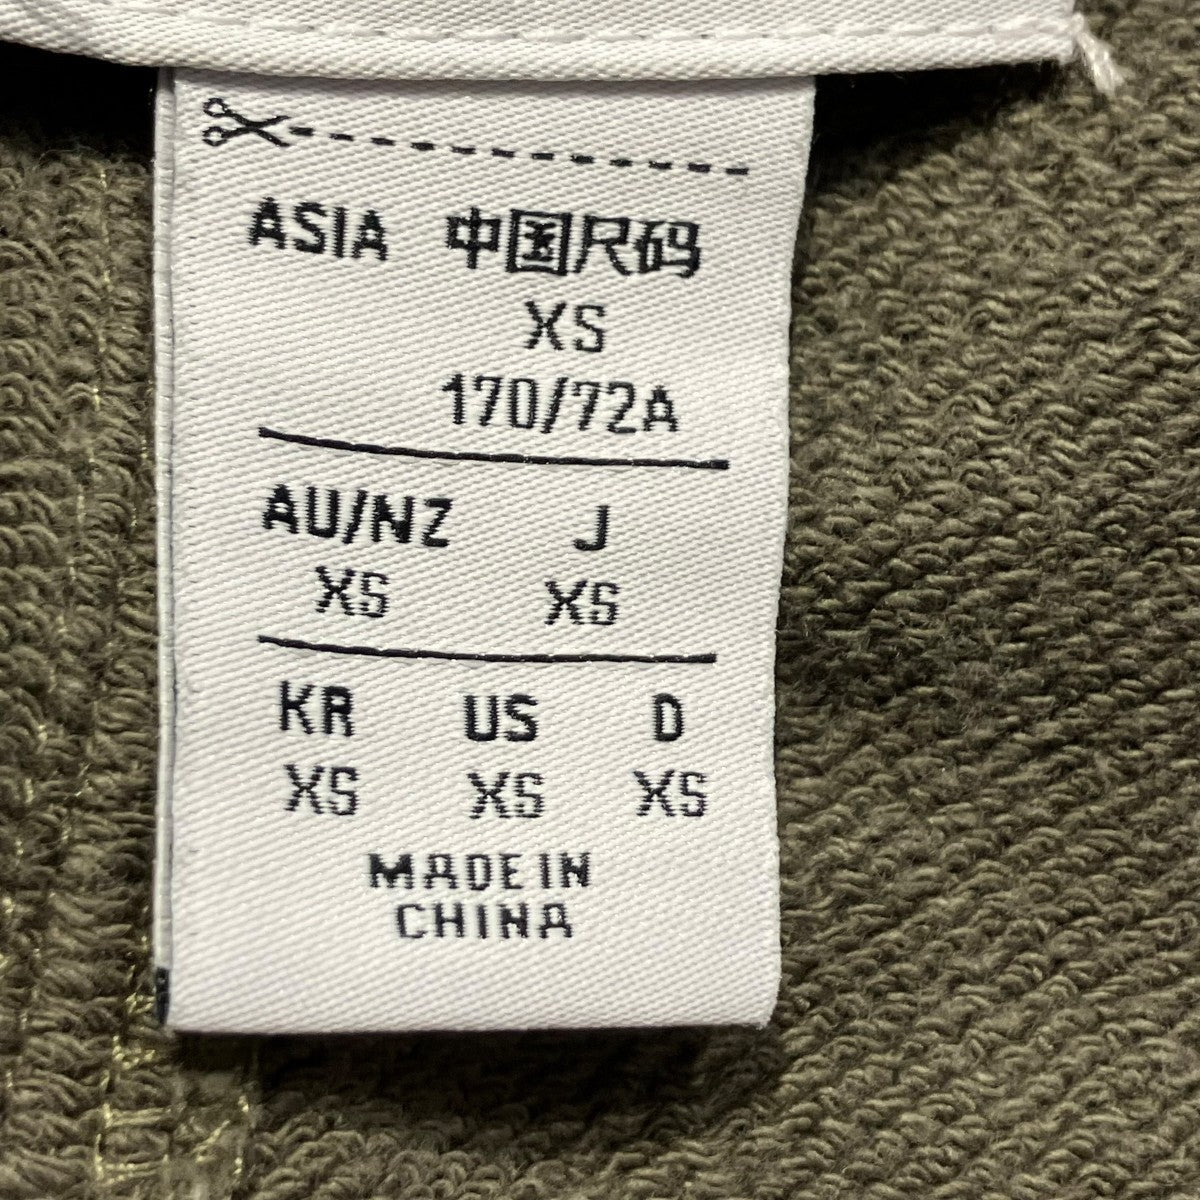 ASIA 中国尺码
XS
170/72A
AU/NZ J
XS XS
KR US D
XS XS XS
MADE IN
CHINA